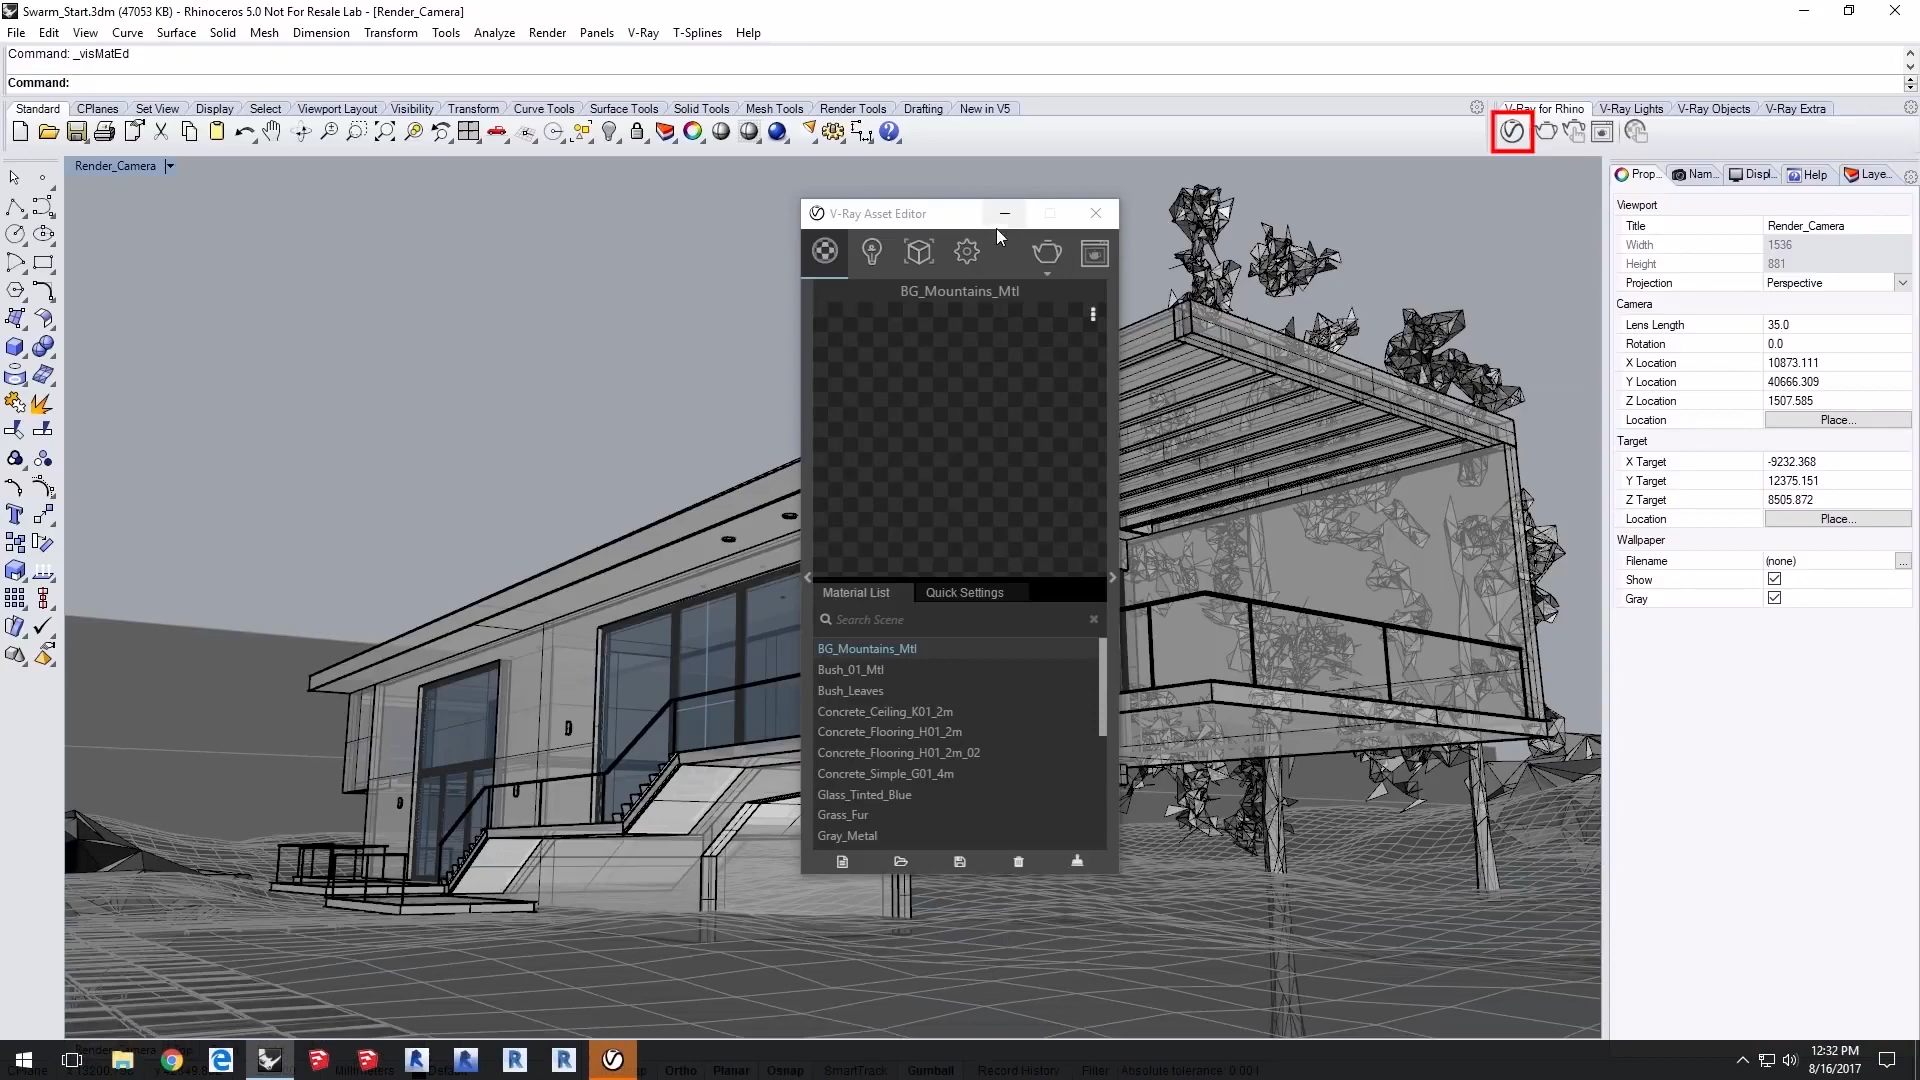 Swarm_Start.3dm (47053 KB) - Rhinoceros 5.0 Not For Resale Lab - [Render_Camera]
File Edit View Curve Surface Solid Mesh Dimension Transform Tools Analyze Render Panels V-Ray T-Splines Help
Command: _visMatEd
Command:
Standard CPlanes Set View Display Select Viewport Layout Visibility Transform Curve Tools Surface Tools Solid Tools Mesh Tools Render Tools Drafting New in V5
V-Ray for Rhino V-Ray Lights V-Ray Objects V-Ray Extra
Render_Camera
V-Ray Asset Editor
BG_Mountains_Mtl
Material List Quick Settings
Search Scene
BG_Mountains_Mtl
Bush_01_Mtl
Bush_Leaves
Concrete_Ceiling_K01_2m
Concrete_Flooring_H01_2m
Concrete_Flooring_H01_2m_02
Concrete_Simple_G01_4m
Glass_Tinted_Blue
Grass_Fur
Gray_Metal
Prop... Nam... Displ... Help Laye...
Viewport
Title Render_Camera
Width 1536
Height 881
Projection Perspective
Camera
Lens Length 35.0
Rotation 0.0
X Location 10873.111
Y Location 40666.309
Z Location 1507.585
Location Place...
Target
X Target -9232.368
Y Target 12375.151
Z Target 8505.872
Location Place...
Wallpaper
Filename (none) ...
Show
Gray
Render_Camera
CPlane Millimeters Ortho Planar Osnap SmartTrack Gumball Record History Filter Absolute tolerance: 0.001
12:32 PM
8/16/2017